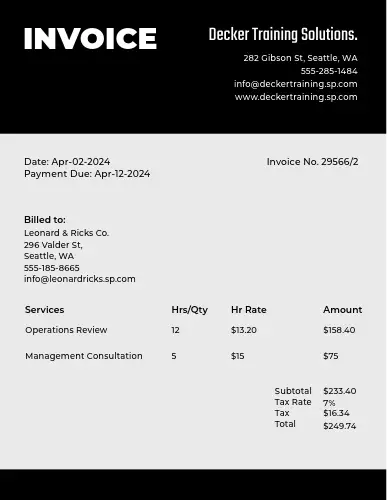 INVOICE
Decker Training Solutions.
282 Gibson St, Seattle, WA
555-285-1484
info@deckertraining.sp.com
www.deckertraining.sp.com
Date: Apr-02-2024
Invoice No. 29566/2
Payment Due: Apr-12-2024
Billed to:
Leonard & Ricks Co.
296 Valder St,
Seattle, WA
555-185-8665
info@leonardricks.sp.com
Services Hrs/Qty Hr Rate Amount
Operations Review 12 $13.20 $158.40
Management Consultation 5 $15 $75
Subtotal $233.40
Tax Rate 7%
Tax $16.34
Total $249.74